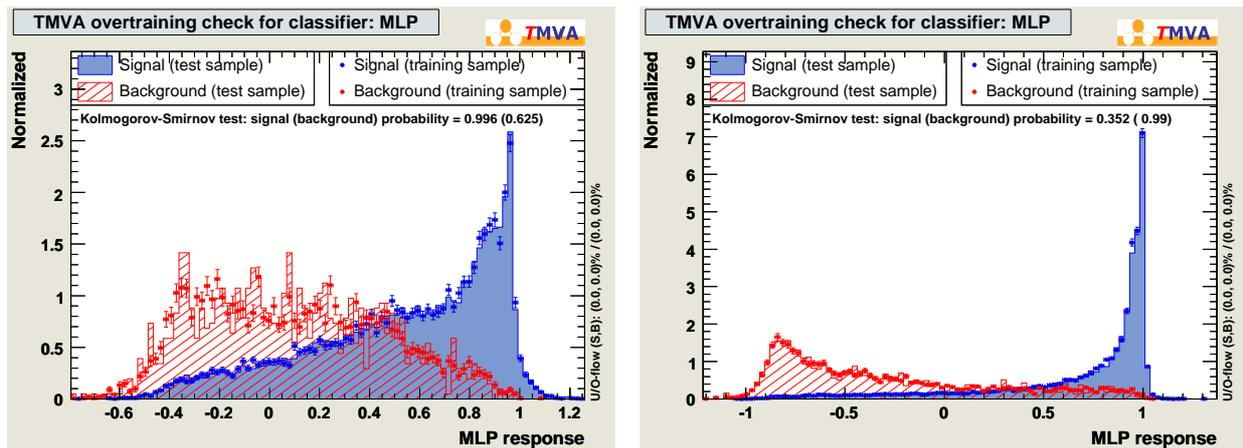 TMVA overtraining check for classifier: MLP
TMVA
Signal (test sample)
Background (test sample)
Signal (training sample)
Background (training sample)
Kolmogorov-Smirnov test: signal (background) probability = 0.996 (0.625)
Normalized
3
2.5
2
1.5
1
0.5
0
-0.6 -0.4 -0.2 0 0.2 0.4 0.6 0.8 1 1.2
MLP response
U/O-flow (S,B): (0.0, 0.0)% / (0.0, 0.0)%
TMVA overtraining check for classifier: MLP
TMVA
Signal (test sample)
Background (test sample)
Signal (training sample)
Background (training sample)
Kolmogorov-Smirnov test: signal (background) probability = 0.352 ( 0.99)
Normalized
9
8
7
6
5
4
3
2
1
0
-1 -0.5 0 0.5 1
MLP response
U/O-flow (S,B): (0.0, 0.0)% / (0.0, 0.0)%